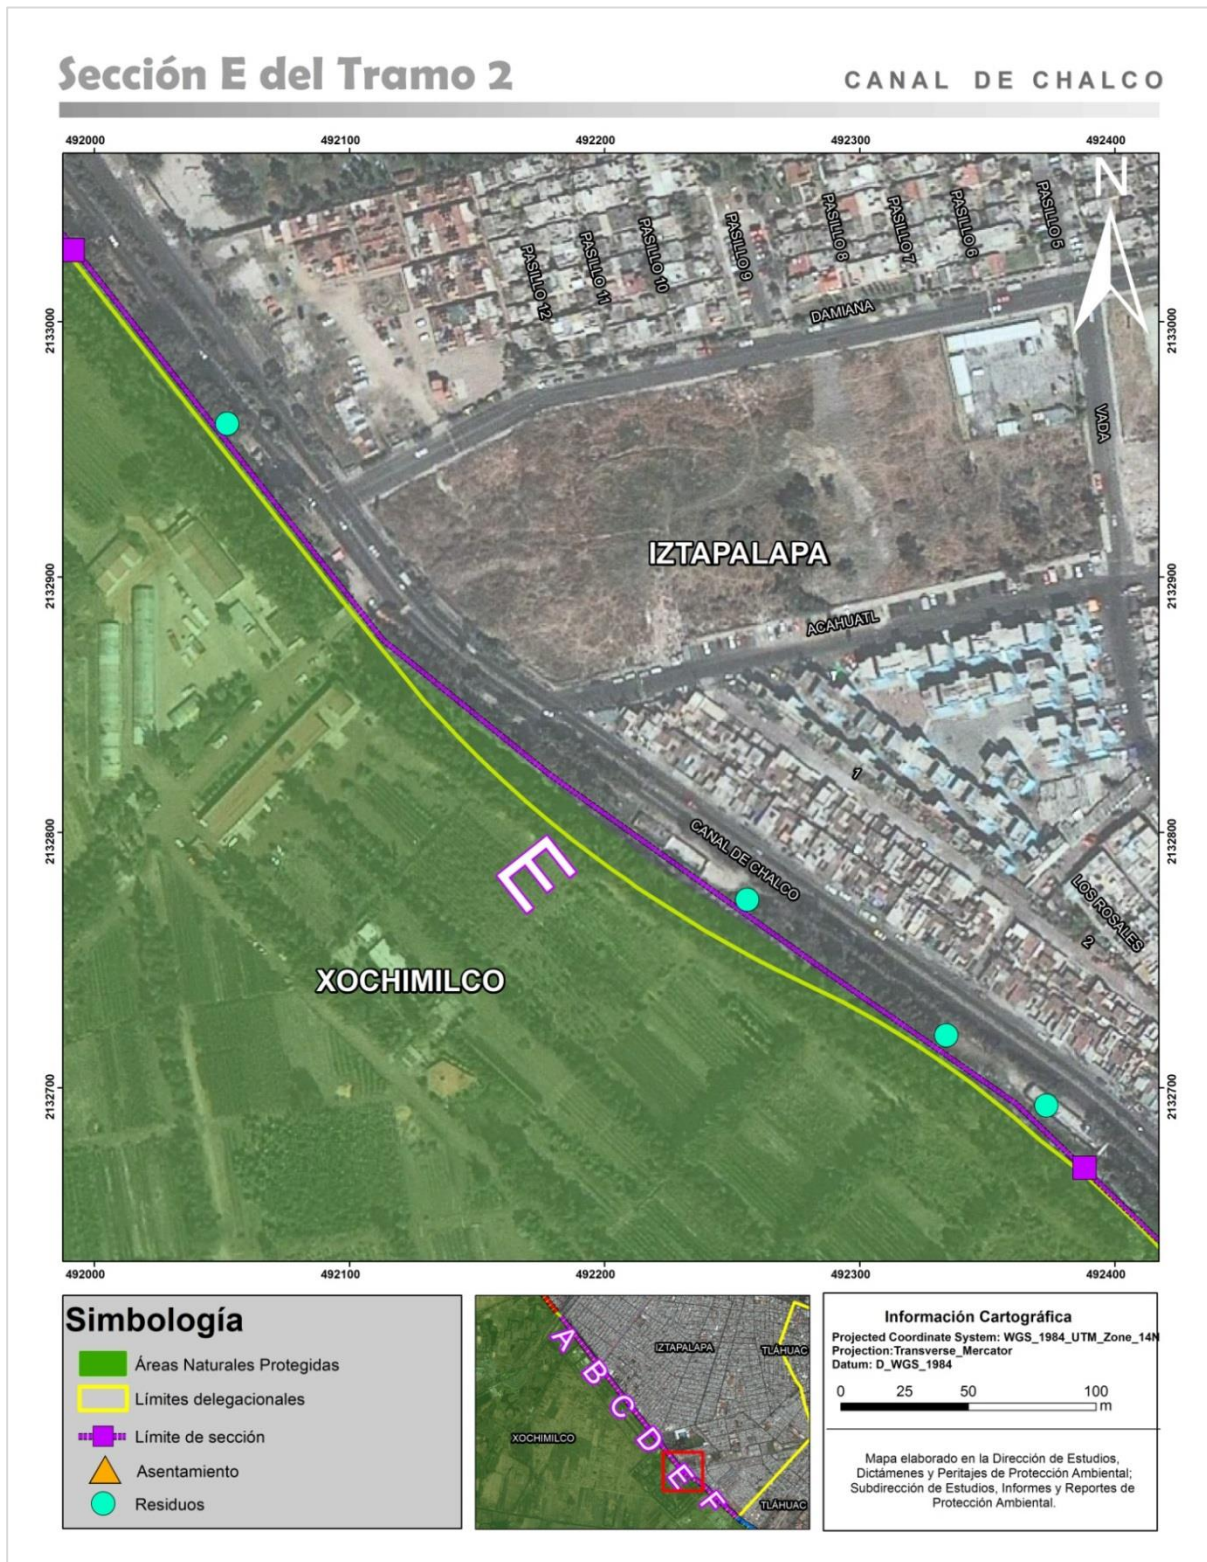 Sección E del Tramo 2
CANAL DE CHALCO
492000
492100
492200
492300
492400
N
PASILLO 12
PASILLO 11
PASILLO 10
PASILLO 9
PASILLO 8
PASILLO 7
PASILLO 6
PASILLO 5
DAMIANA
2133000
2133000
VADA
IZTAPALAPA
2132900
2132900
ACAHUATL
1
2132800
2132800
CANAL DE CHALCO
E
LOS ROSALES
2
XOCHIMILCO
2132700
2132700
492000
492100
492200
492300
492400
Simbología
Áreas Naturales Protegidas
Límites delegacionales
Límite de sección
Asentamiento
Residuos
A
B
C
D
E
F
IZTAPALAPA
TLÁHUAC
XOCHIMILCO
TLÁHUAC
Información Cartográfica
Projected Coordinate System: WGS_1984_UTM_Zone_14N
Projection:Transverse_Mercator
Datum: D_WGS_1984
0 25 50 100
m
Mapa elaborado en la Dirección de Estudios,
Dictámenes y Peritajes de Protección Ambiental;
Subdirección de Estudios, Informes y Reportes de
Protección Ambiental.